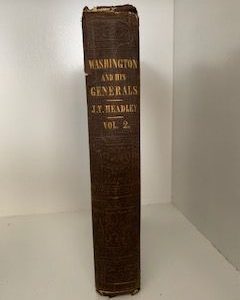 WASHINGTON
AND HIS
GENERALS
J.T. HEADLEY
VOL. 2.